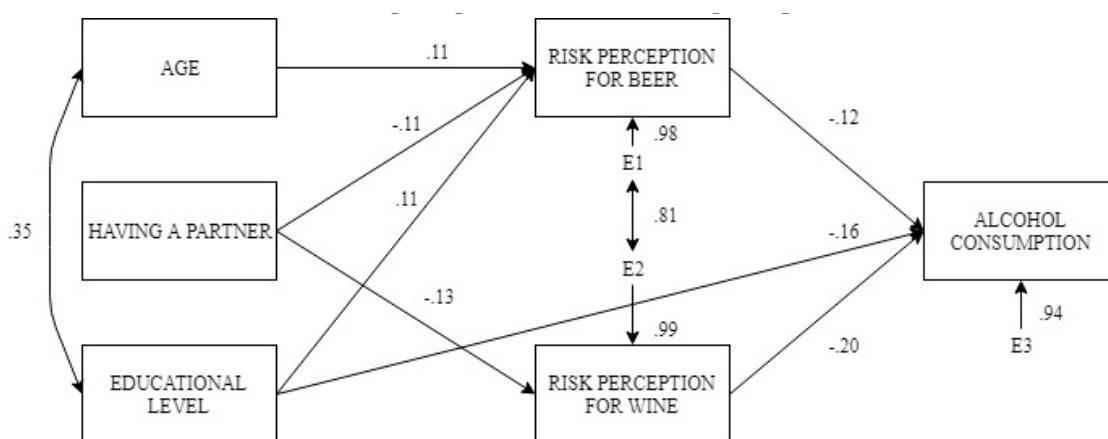 AGE
.11
RISK PERCEPTION
FOR BEER
-.11
.98
-.12
E1
.11
.35
HAVING A PARTNER
.81
-.16
ALCOHOL
CONSUMPTION
E2
-.13
.99
.94
-.20
E3
EDUCATIONAL
LEVEL
RISK PERCEPTION
FOR WINE